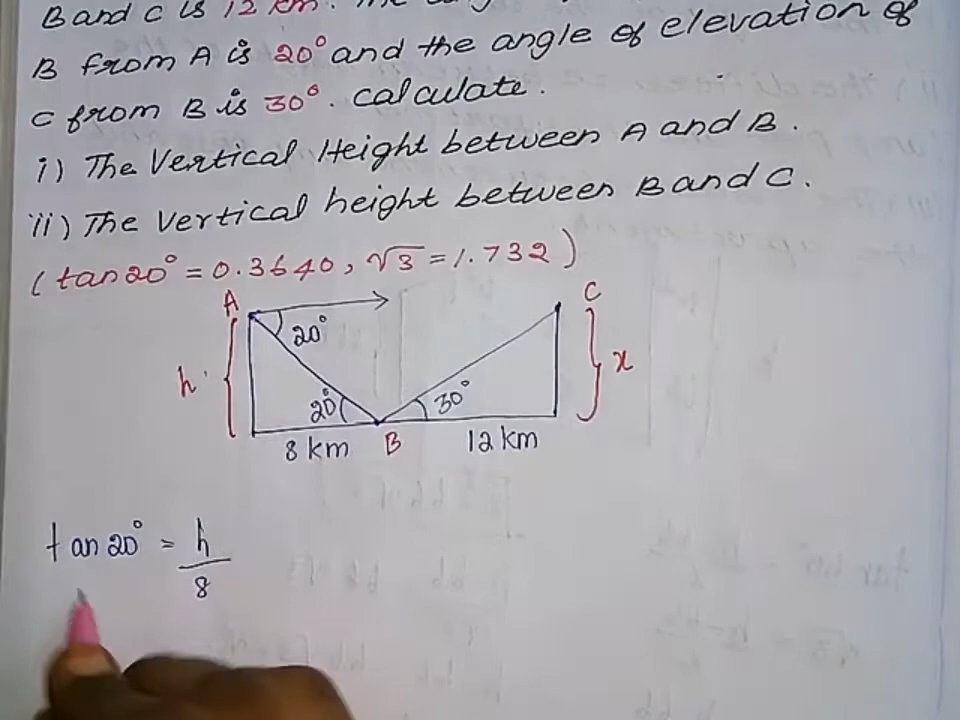 B and C is 12 km. The
B from A is 20° and the angle of elevation of
C from B is 30°. calculate.
i) The Vertical Height between A and B.
ii) The vertical height between B and C.
(tan 20° = 0.3640, √3 = 1.732)
A C
20°
h x
20° 30°
8 km B 12 km
tan 20° = h/8